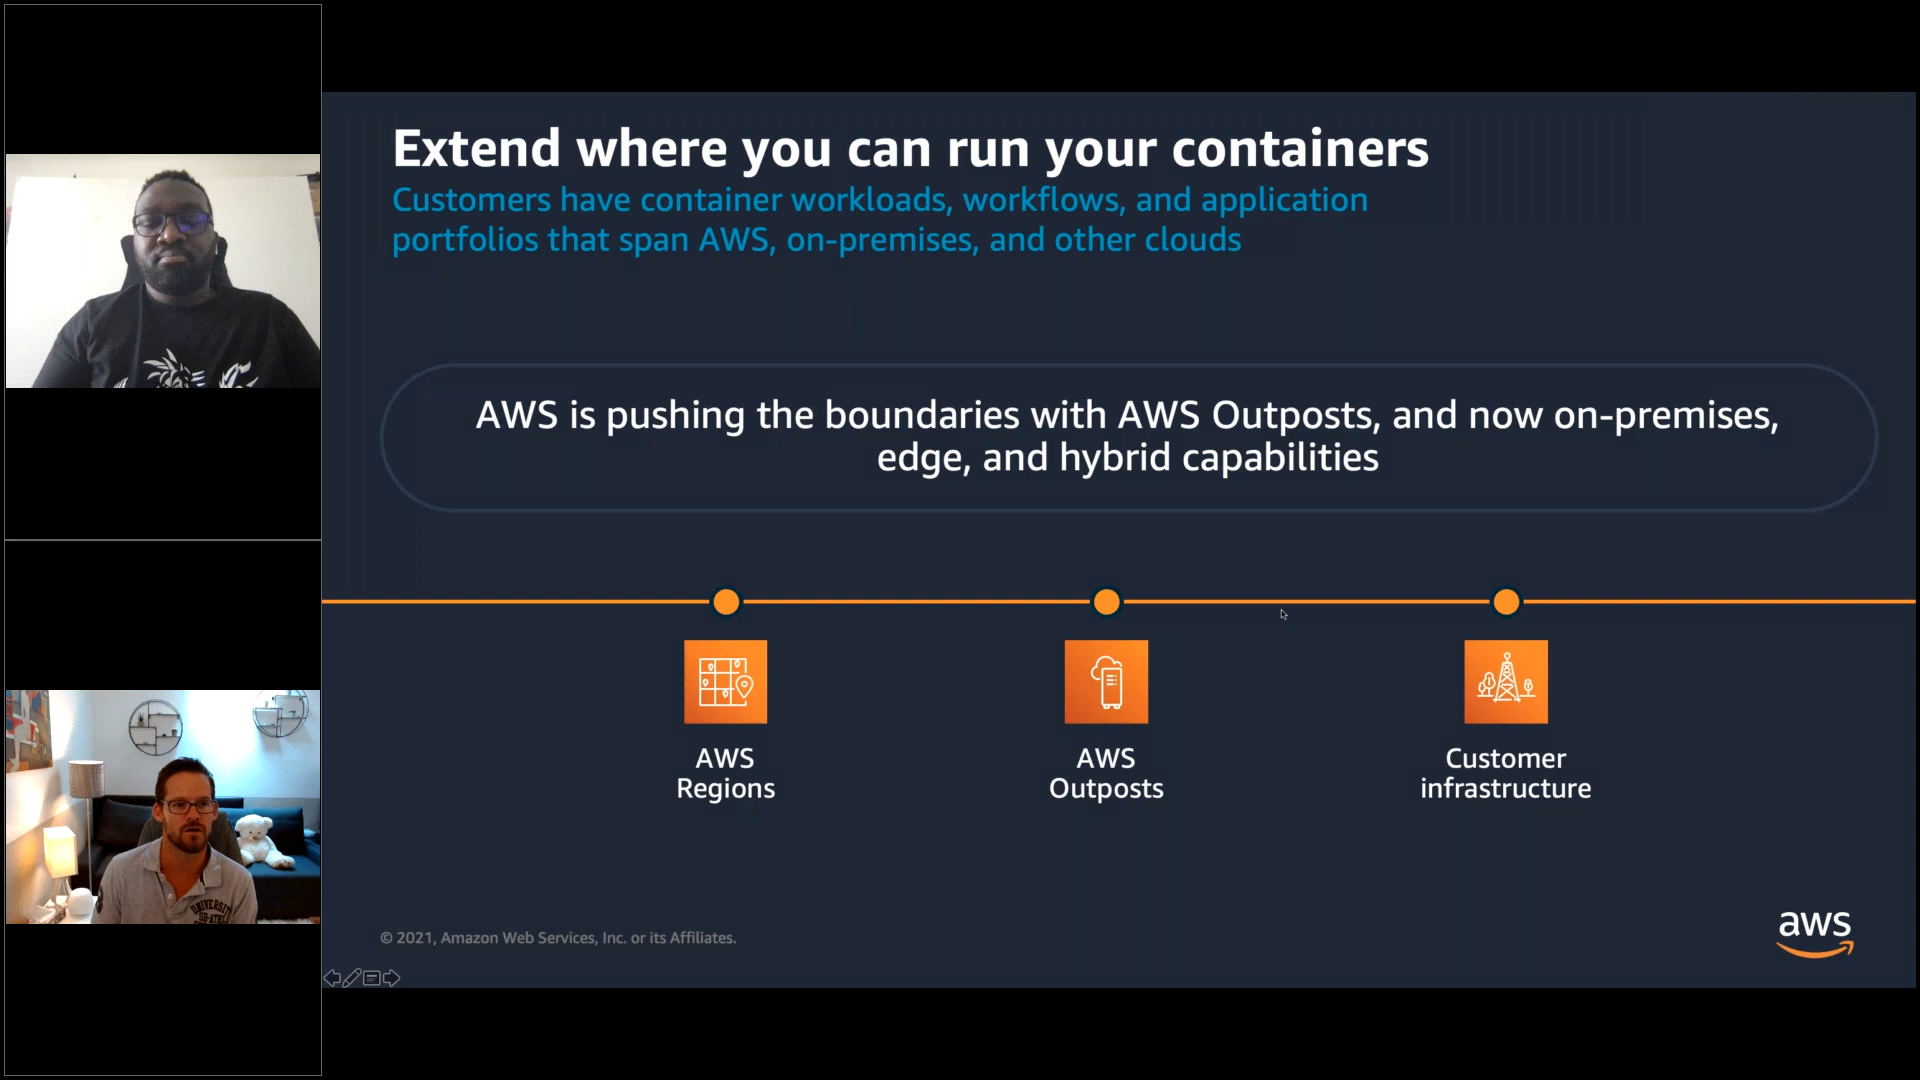 Extend where you can run your containers
Customers have container workloads, workflows, and application
portfolios that span AWS, on-premises, and other clouds
AWS is pushing the boundaries with AWS Outposts, and now on-premises,
edge, and hybrid capabilities
AWS
Regions
AWS
Outposts
Customer
infrastructure
© 2021, Amazon Web Services, Inc. or its Affiliates.
aws